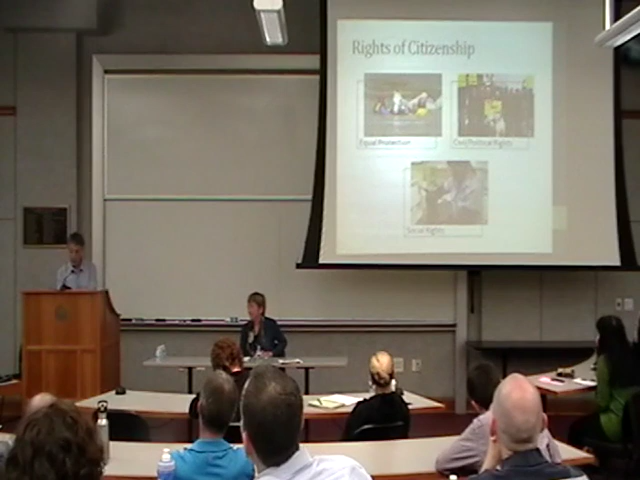 Rights of Citizenship
Equal Protection
Civil/Political Rights
Social Rights